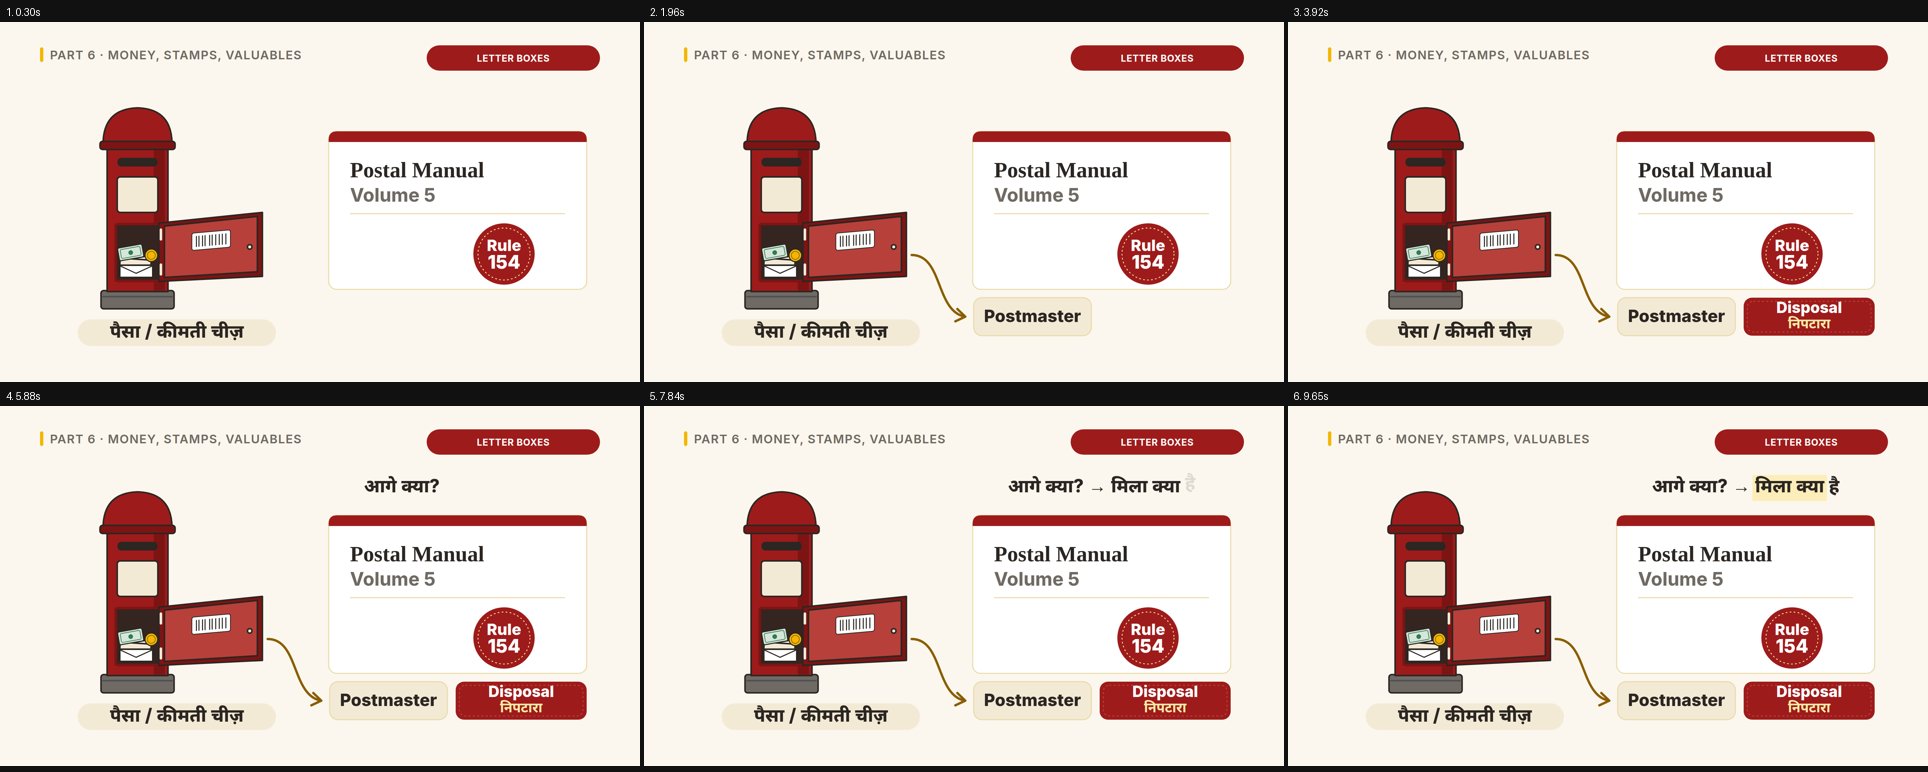 1. 0.30s
PART 6 · MONEY, STAMPS, VALUABLES
LETTER BOXES
Postal Manual
Volume 5
Rule
154
पैसा / कीमती चीज़
2. 1.96s
PART 6 · MONEY, STAMPS, VALUABLES
LETTER BOXES
Postal Manual
Volume 5
Rule
154
Postmaster
पैसा / कीमती चीज़
3. 3.92s
PART 6 · MONEY, STAMPS, VALUABLES
LETTER BOXES
Postal Manual
Volume 5
Rule
154
Postmaster
Disposal
निपटारा
पैसा / कीमती चीज़
4. 5.88s
PART 6 · MONEY, STAMPS, VALUABLES
LETTER BOXES
आगे क्या?
Postal Manual
Volume 5
Rule
154
Postmaster
Disposal
निपटारा
पैसा / कीमती चीज़
5. 7.84s
PART 6 · MONEY, STAMPS, VALUABLES
LETTER BOXES
आगे क्या? → मिला क्या है
Postal Manual
Volume 5
Rule
154
Postmaster
Disposal
निपटारा
पैसा / कीमती चीज़
6. 9.65s
PART 6 · MONEY, STAMPS, VALUABLES
LETTER BOXES
आगे क्या? → मिला क्या है
Postal Manual
Volume 5
Rule
154
Postmaster
Disposal
निपटारा
पैसा / कीमती चीज़